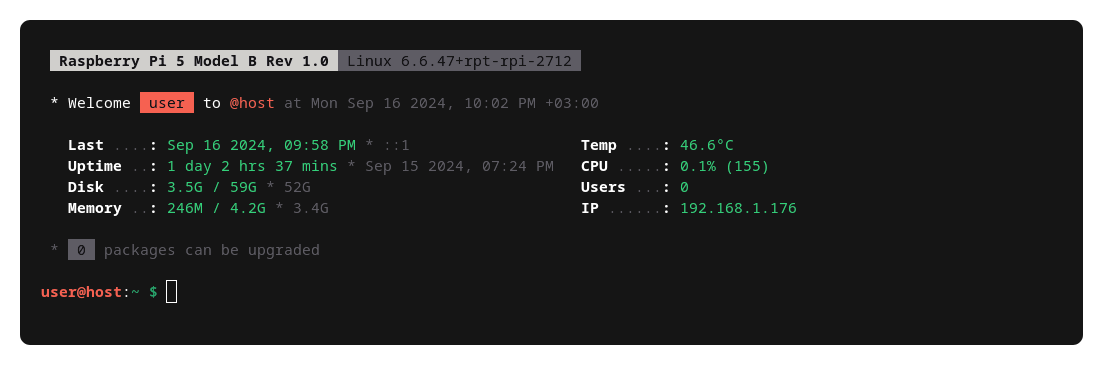 Raspberry Pi 5 Model B Rev 1.0 Linux 6.6.47+rpt-rpi-2712
* Welcome user to @host at Mon Sep 16 2024, 10:02 PM +03:00
Last ....: Sep 16 2024, 09:58 PM * ::1 Temp ....: 46.6°C
Uptime ..: 1 day 2 hrs 37 mins * Sep 15 2024, 07:24 PM CPU .....: 0.1% (155)
Disk ....: 3.5G / 59G * 52G Users ...: 0
Memory ..: 246M / 4.2G * 3.4G IP ......: 192.168.1.176
* 0 packages can be upgraded
user@host:~ $